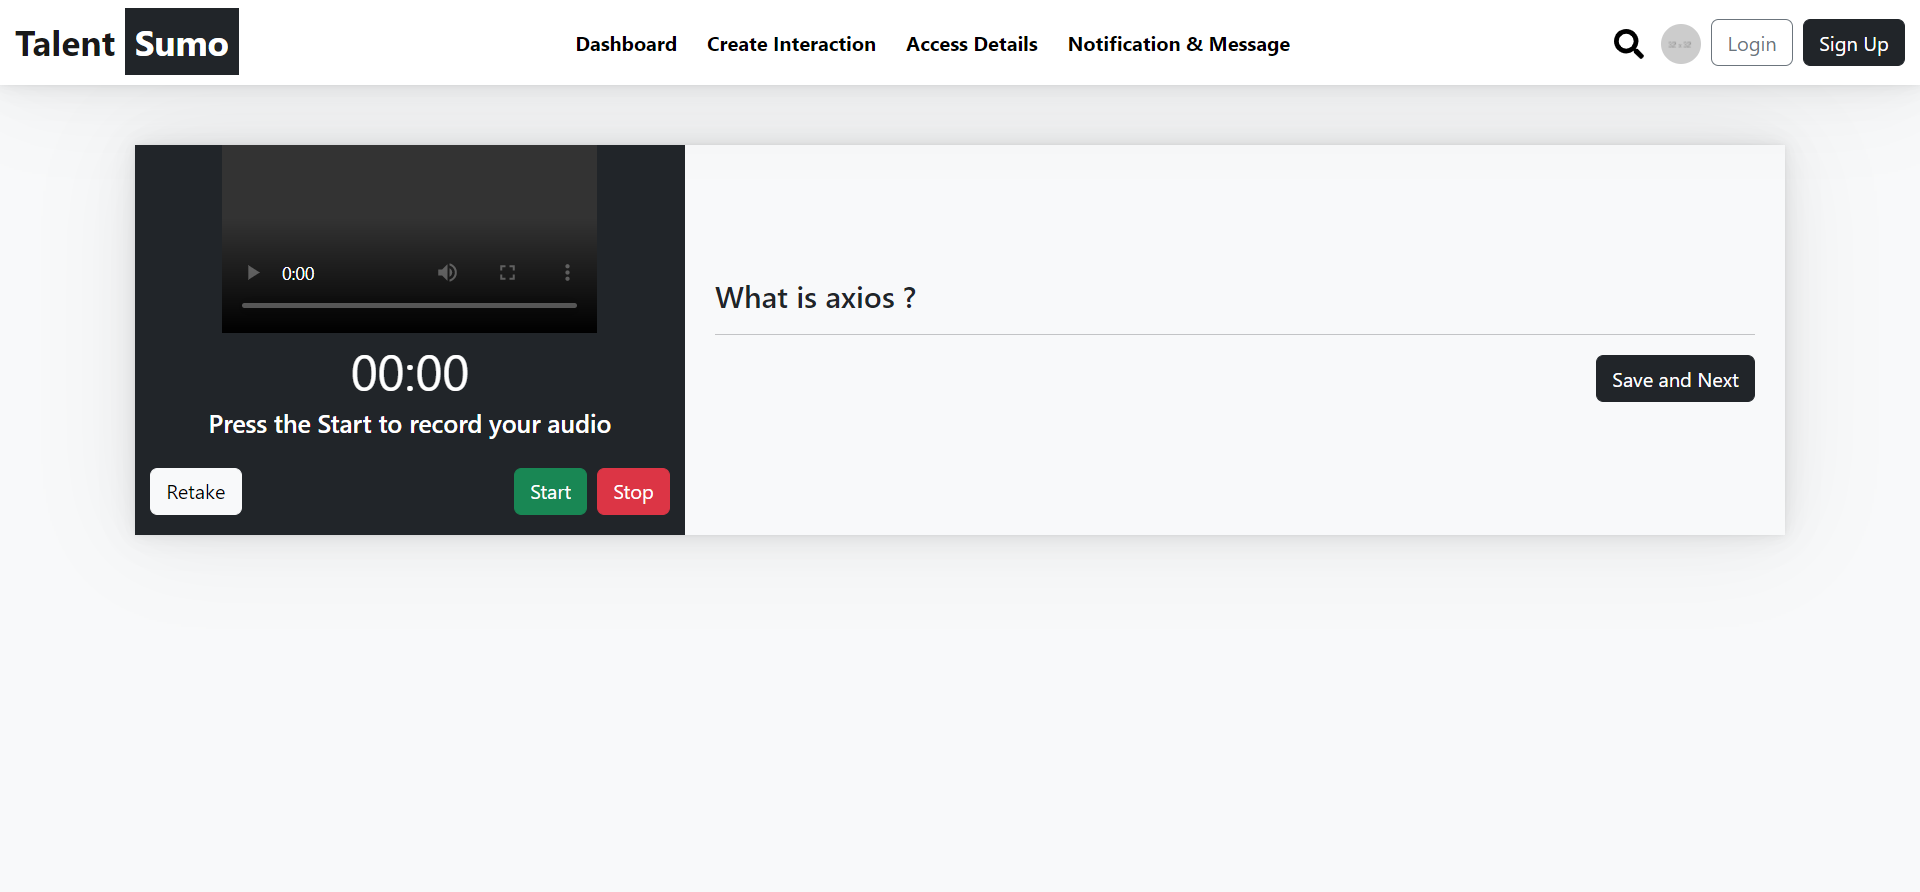 Talent Sumo
Dashboard Create Interaction Access Details Notification & Message
Login Sign Up
0:00
00:00
Press the Start to record your audio
Retake Start Stop
What is axios ?
Save and Next